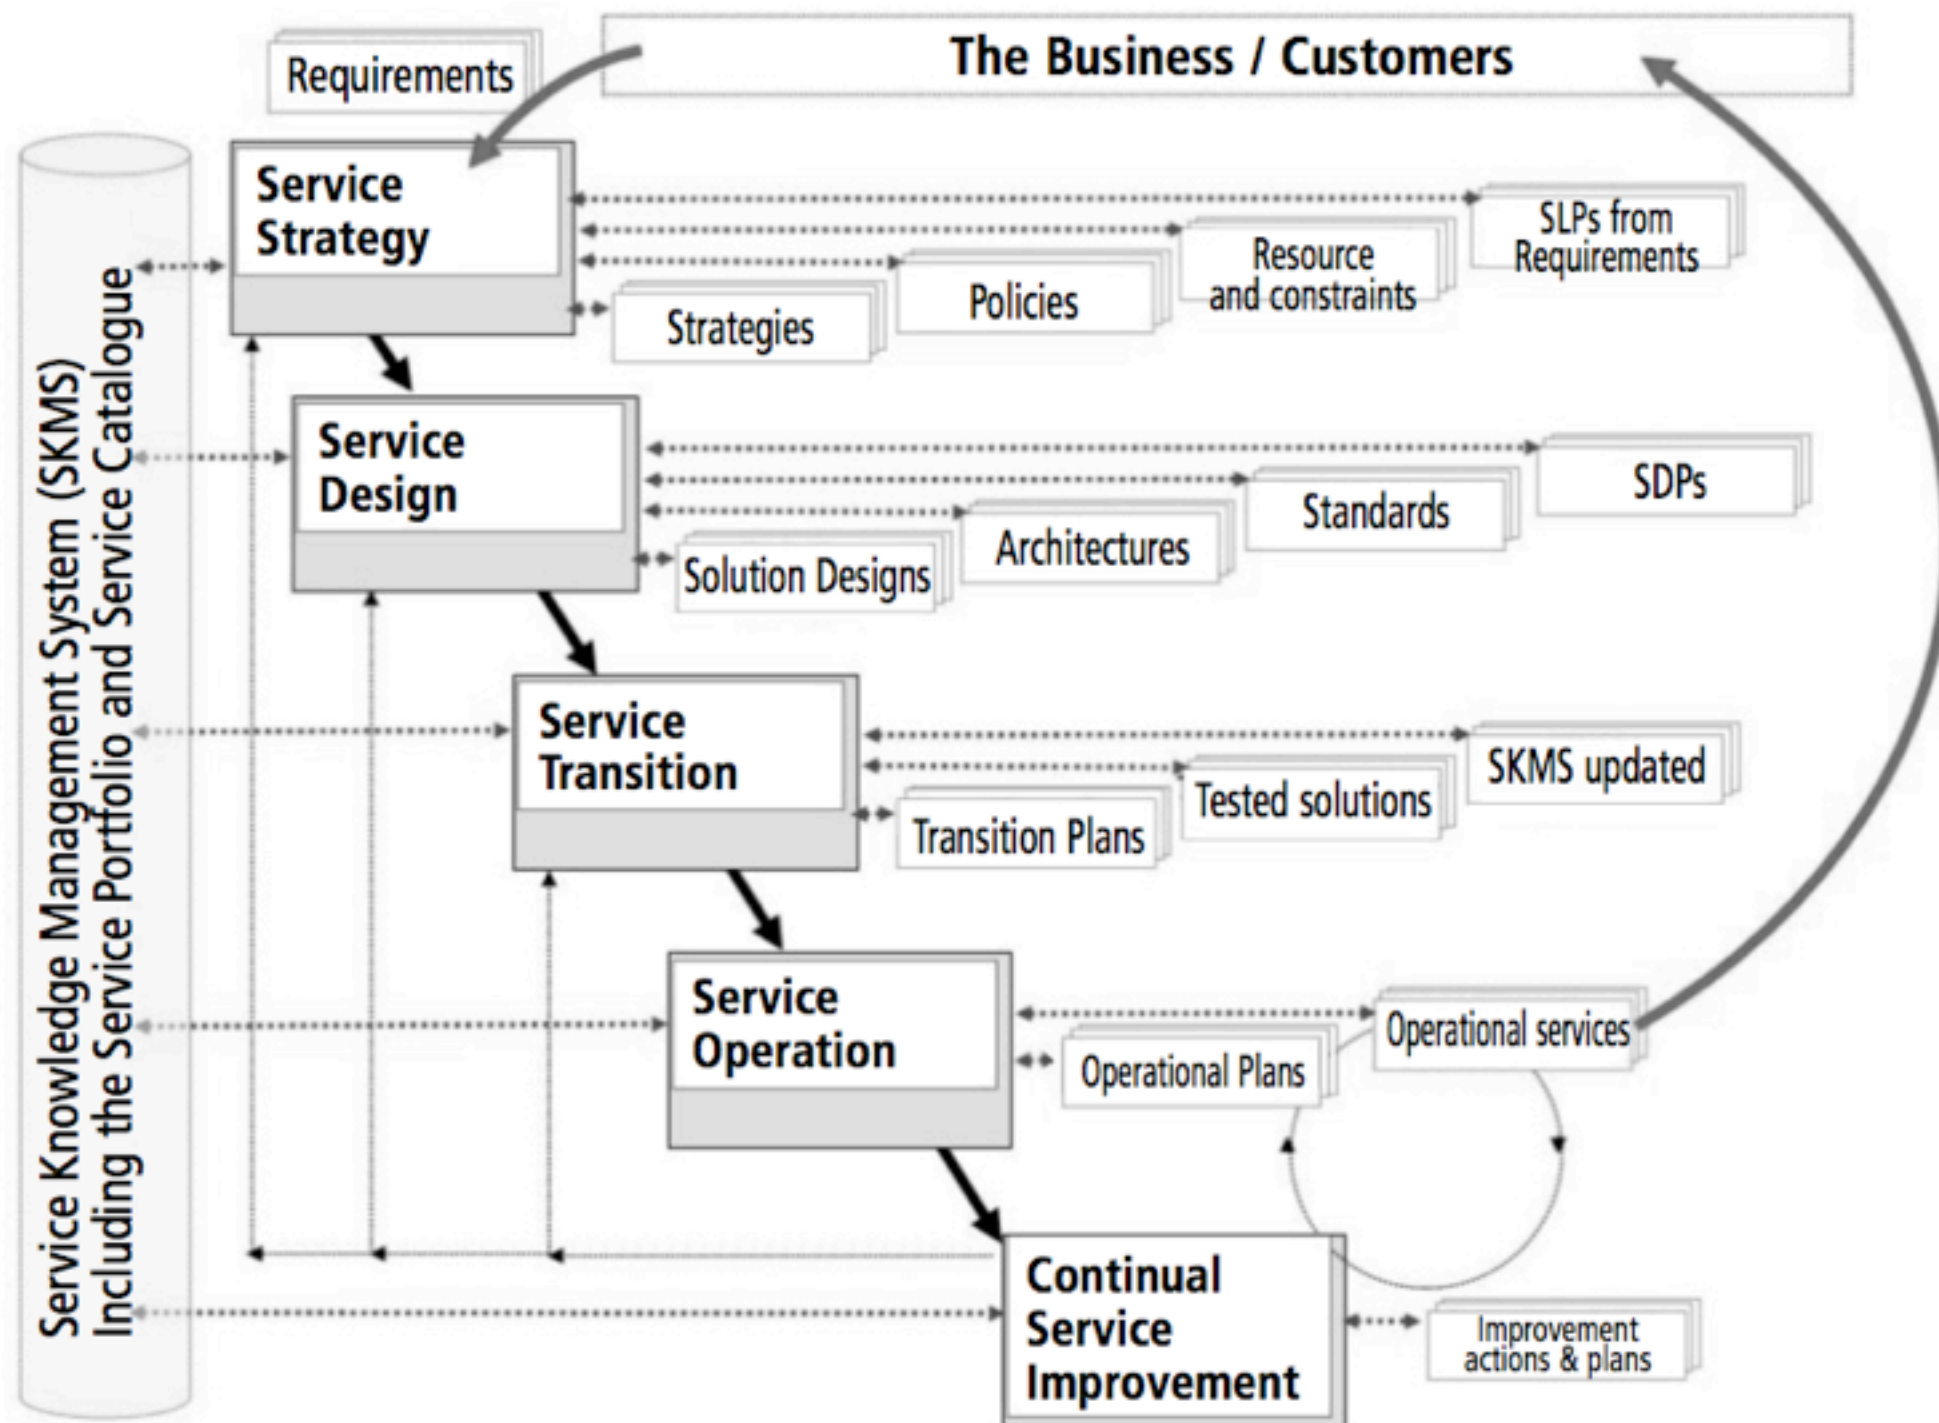 The Business / Customers
Requirements
Service
Strategy
SLPs from
Requirements
Resource
and constraints
Policies
Strategies
Service Knowledge Management System (SKMS)
Including the Service Portfolio and Service Catalogue
Service
Design
SDPs
Standards
Architectures
Solution Designs
Service
Transition
SKMS updated
Tested solutions
Transition Plans
Service
Operation
Operational services
Operational Plans
Continual
Service
Improvement
Improvement
actions & plans